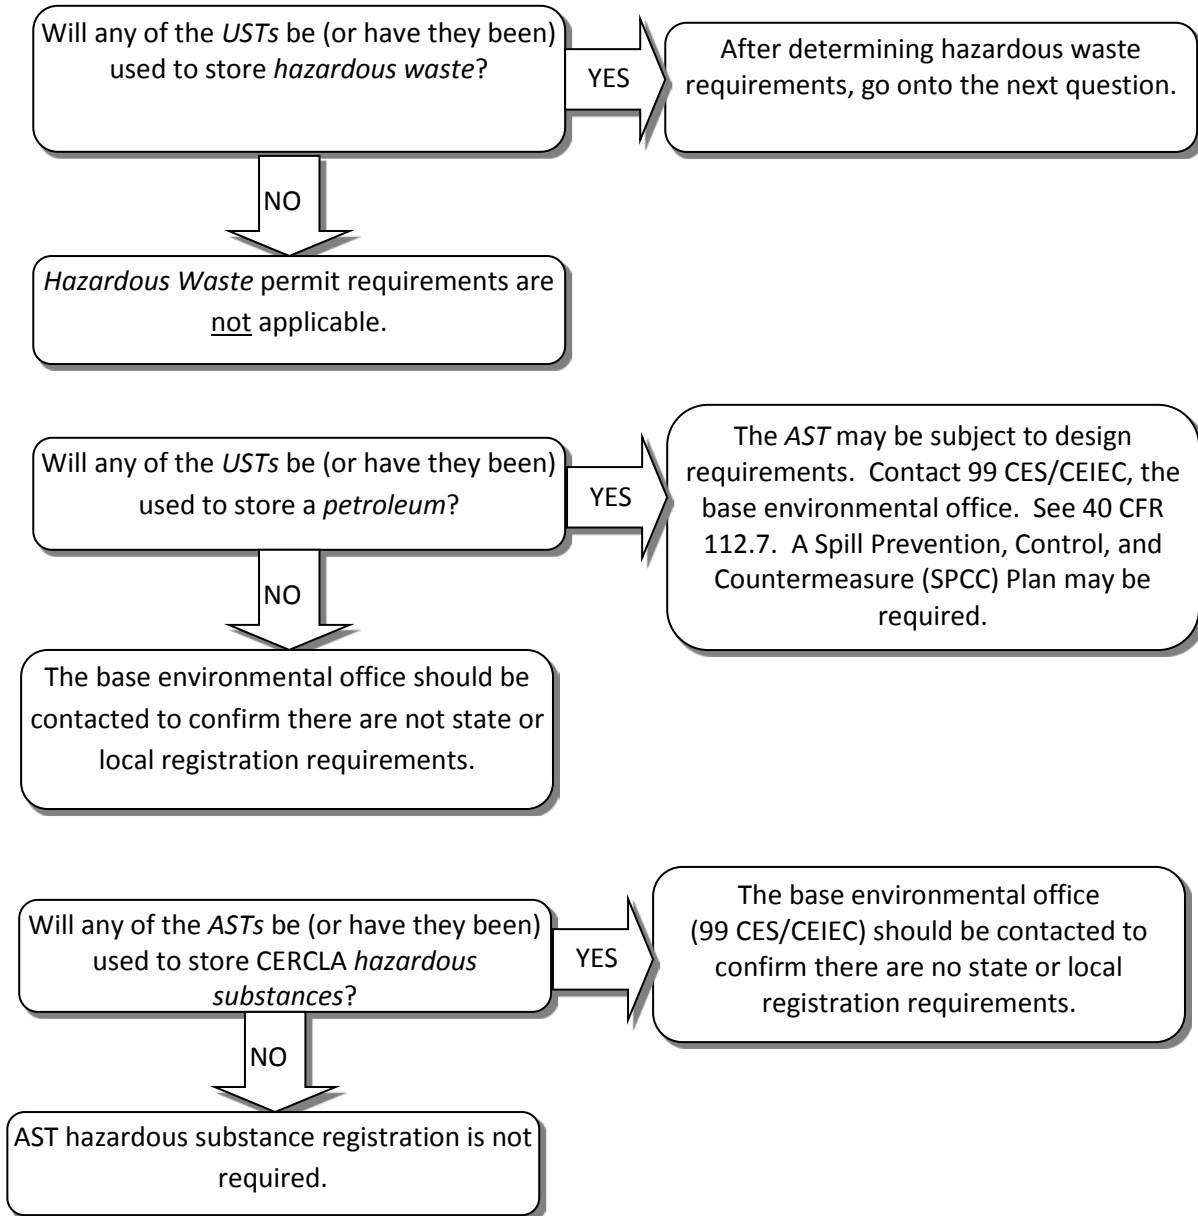 Will any of the USTs be (or have they been)
used to store hazardous waste?
YES
After determining hazardous waste
requirements, go onto the next question.
NO
Hazardous Waste permit requirements are
not applicable.
Will any of the USTs be (or have they been)
used to store a petroleum?
YES
The AST may be subject to design
requirements. Contact 99 CES/CEIEC, the
base environmental office. See 40 CFR
112.7. A Spill Prevention, Control, and
Countermeasure (SPCC) Plan may be
required.
NO
The base environmental office should be
contacted to confirm there are not state or
local registration requirements.
Will any of the ASTs be (or have they been)
used to store CERCLA hazardous
substances?
YES
The base environmental office
(99 CES/CEIEC) should be contacted to
confirm there are no state or local
registration requirements.
NO
AST hazardous substance registration is not
required.